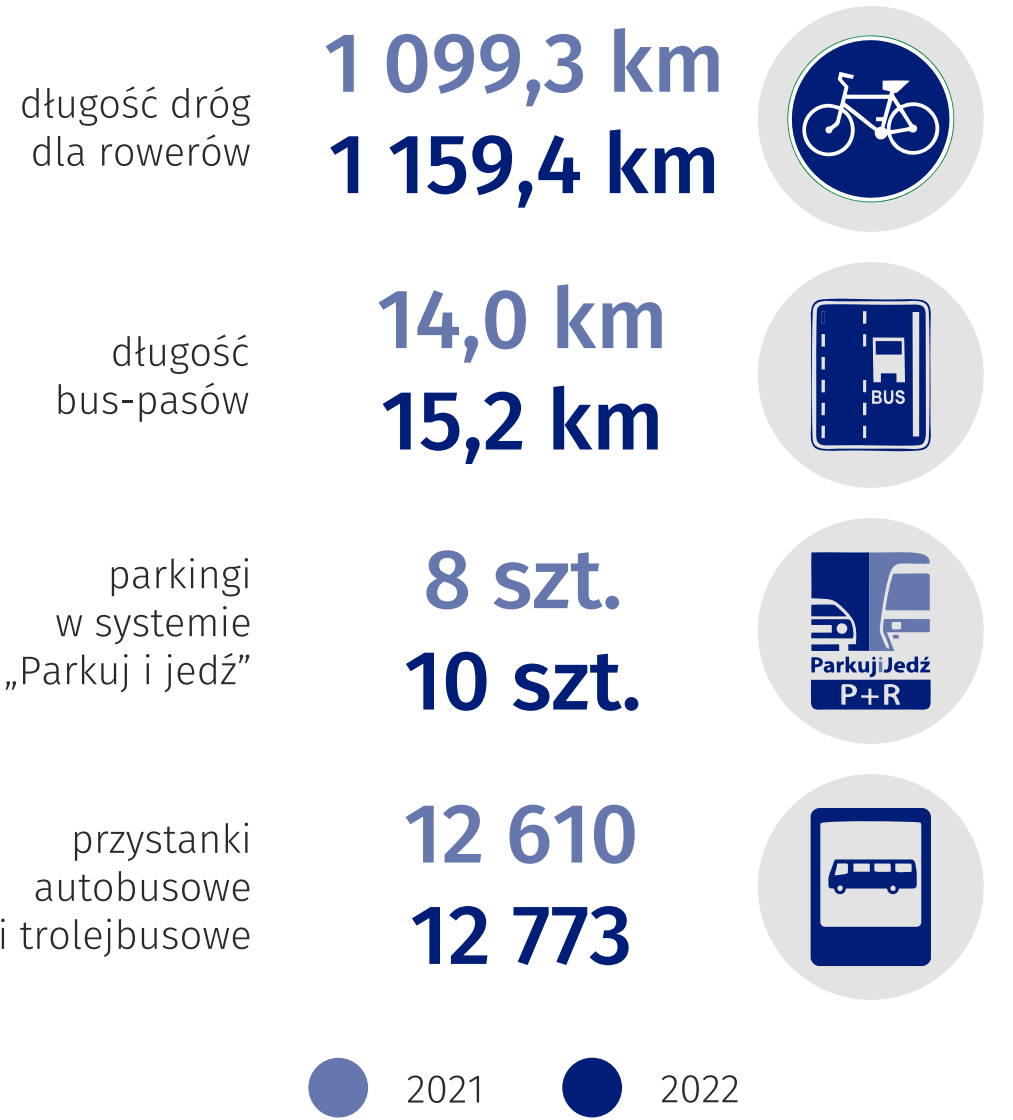 długość dróg
dla rowerów
1 099,3 km
1 159,4 km
długość
bus-pasów
14,0 km
15,2 km
BUS
parkingi
w systemie
„Parkuj i jedź”
8 szt.
10 szt.
ParkujiJedź
P+R
przystanki
autobusowe
i trolejbusowe
12 610
12 773
2021
2022